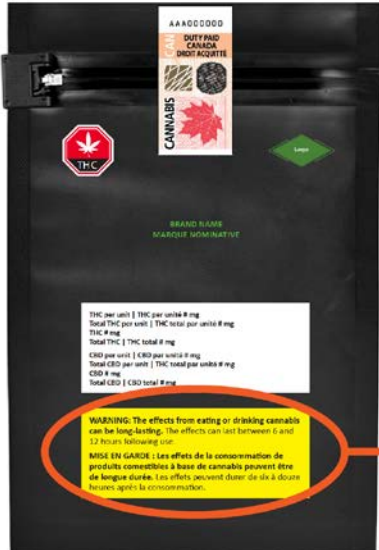 AAA000000
DUTY PAID
CANADA
DROIT ACQUITTÉ
CANNABIS
CAN
THC
Logo
BRAND NAME
MARQUE NOMINATIVE
THC per unit | THC par unité # mg
Total THC per unit | THC total par unité # mg
THC # mg
Total THC | THC total # mg
CBD per unit | CBD par unité # mg
Total CBD per unit | THC total par unité # mg
CBD # mg
Total CBD | CBD total # mg
WARNING: The effects from eating or drinking cannabis
can be long-lasting. The effects can last between 6 and
12 hours following use.
MISE EN GARDE : Les effets de la consommation de
produits comestibles à base de cannabis peuvent être
de longue durée. Les effets peuvent durer de six à douze
heures après la consommation.